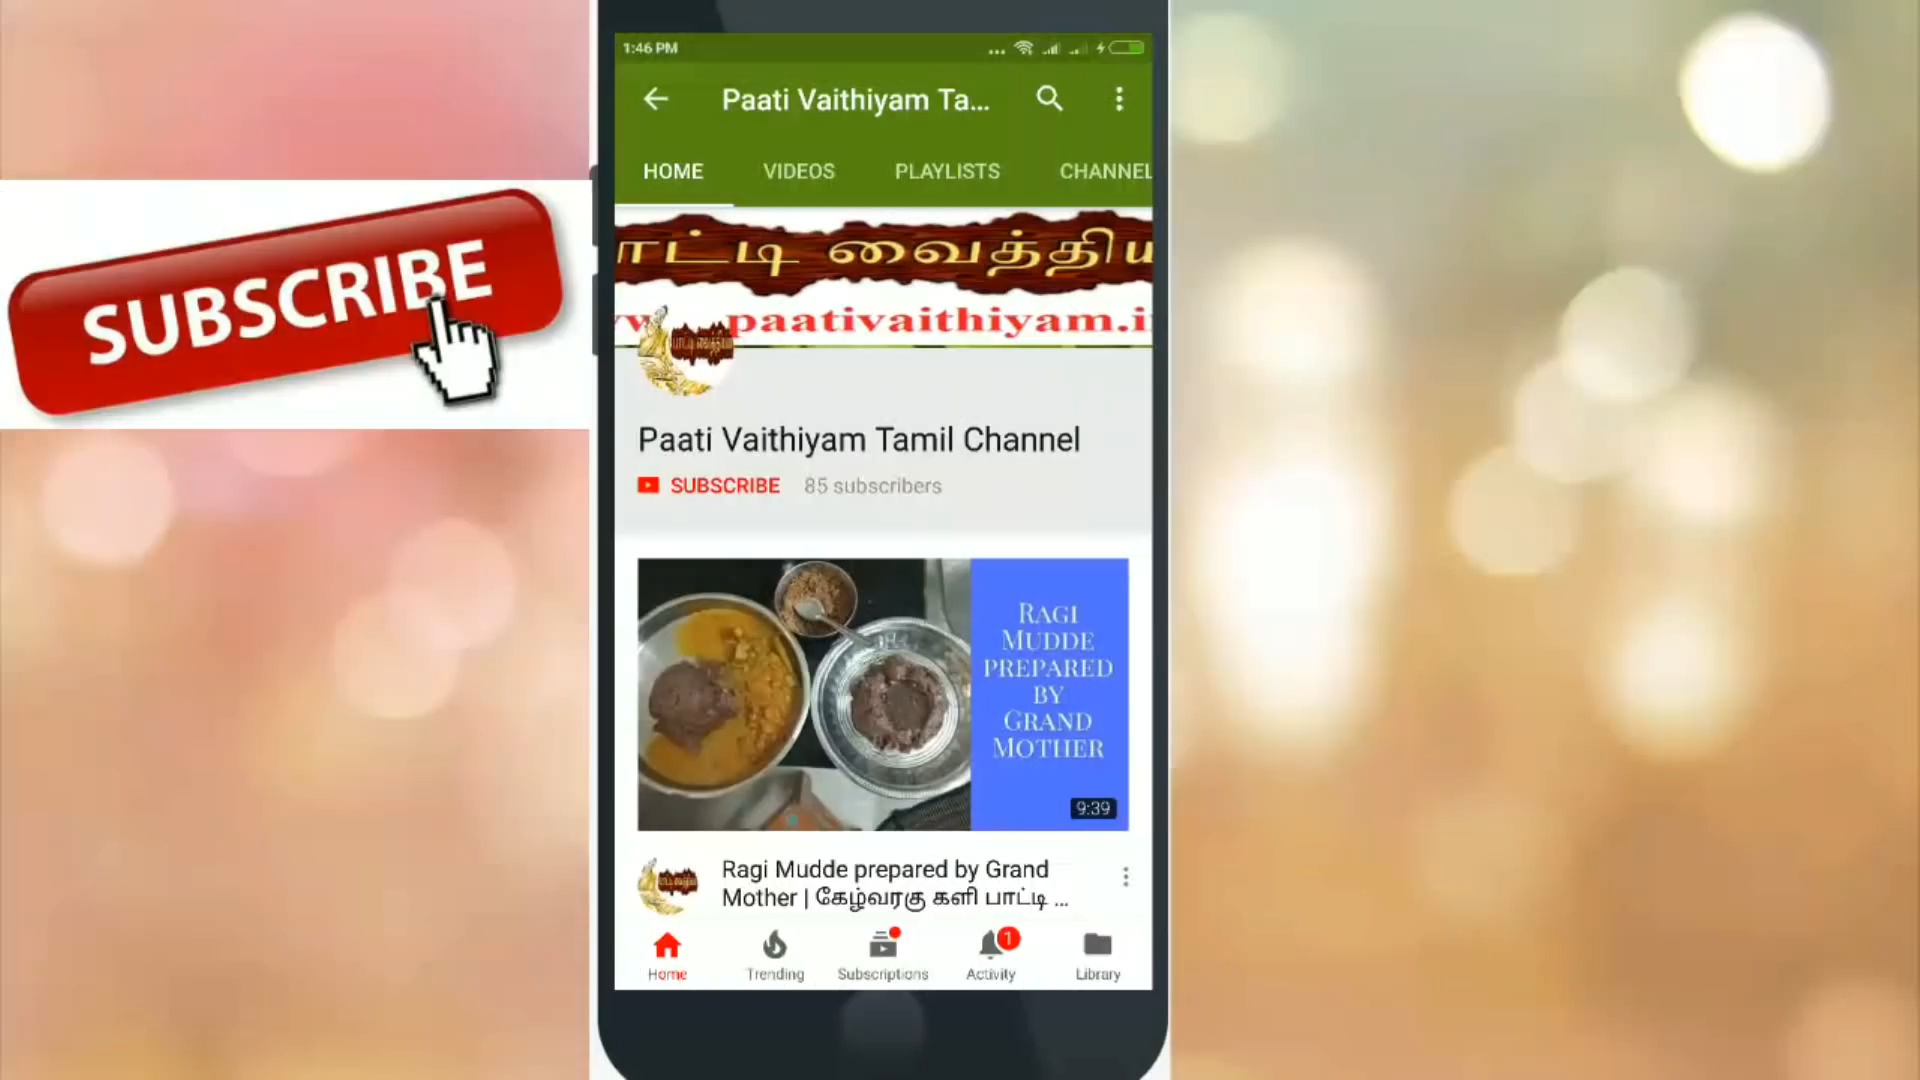 SUBSCRIBE
1:46 PM
Paati Vaithiyam Ta...
HOME VIDEOS PLAYLISTS CHANNEL
பாட்டி வைத்திய
paativaithiyam.i
பாட்டி வைத்திய
Paati Vaithiyam Tamil Channel
SUBSCRIBE 85 subscribers
RAGI
MUDDE
PREPARED
BY
GRAND
MOTHER
9:39
Ragi Mudde prepared by Grand
Mother | கேழ்வரகு களி பாட்டி ...
1
Home Trending Subscriptions Activity Library